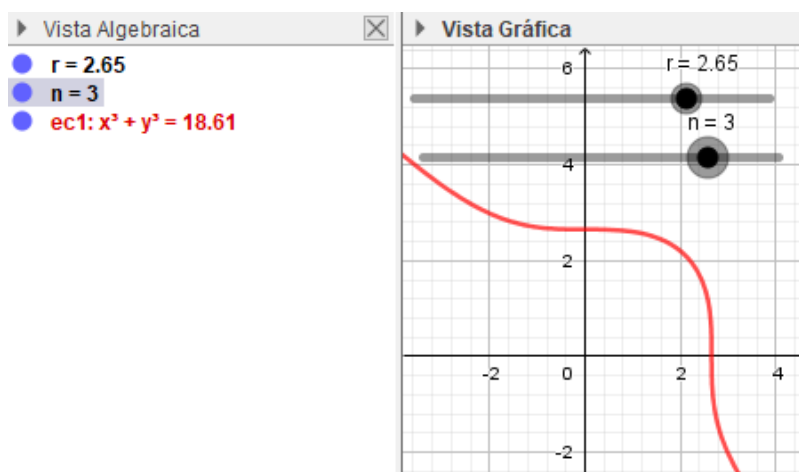 Vista Algebraica
r = 2.65
n = 3
ec1: x³ + y³ = 18.61
Vista Gráfica
6
r = 2.65
n = 3
4
2
-2
0
2
4
-2